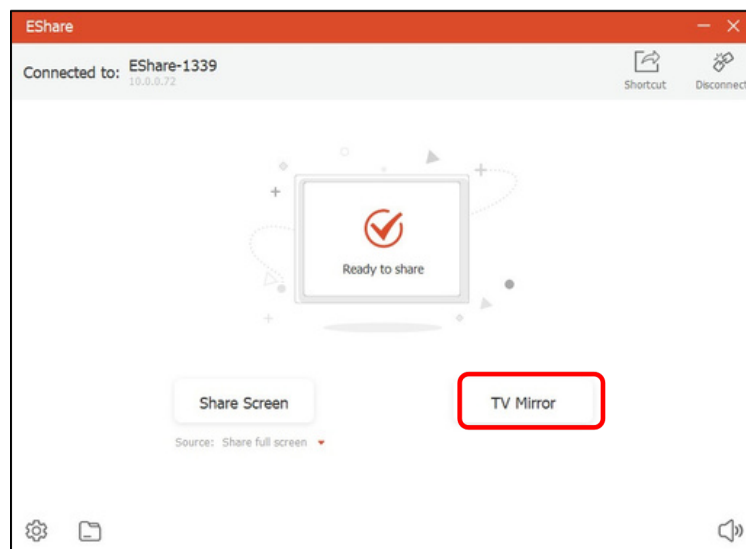 EShare
Connected to: EShare-1339
10.0.0.72
Shortcut
Disconnect
Ready to share
Share Screen
TV Mirror
Source: Share full screen